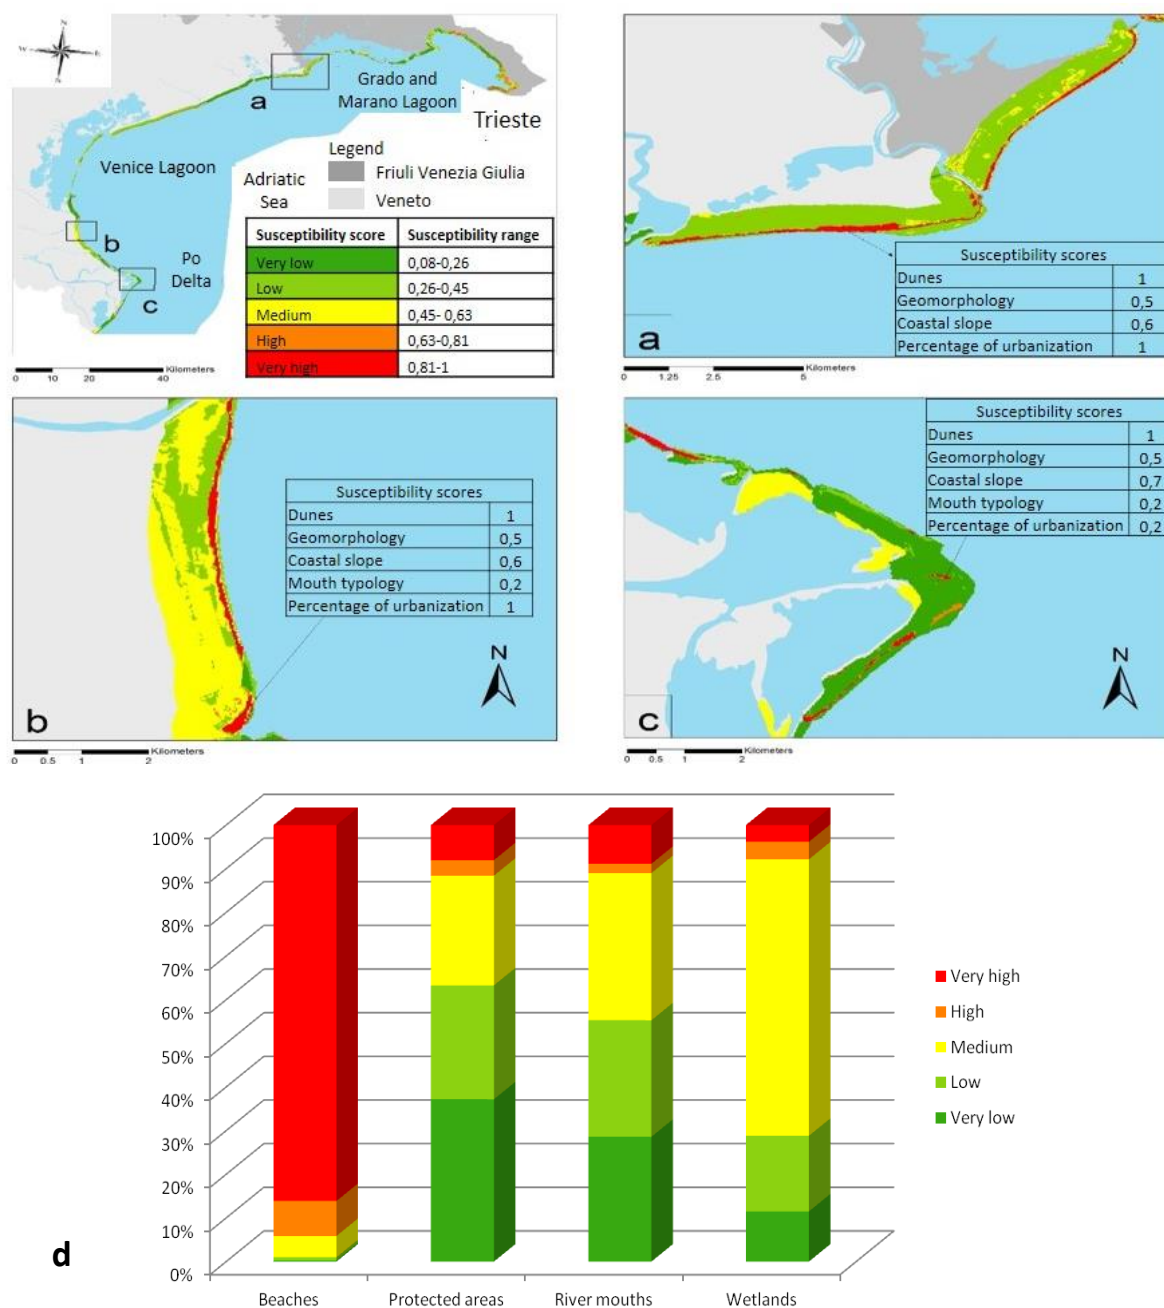 N
W E
S
Grado and
Marano Lagoon
a
Trieste
Venice Lagoon
Legend
Friuli Venezia Giulia
Veneto
Adriatic
Sea
b
Po
Delta
c
Susceptibility score Susceptibility range
Very low 0,08-0,26
Low 0,26-0,45
Medium 0,45- 0,63
High 0,63-0,81
Very high 0,81-1
Kilometers
0 10 20 40
Susceptibility scores
Dunes 1
Geomorphology 0,5
Coastal slope 0,6
Percentage of urbanization 1
a
Kilometers
0 1.25 2.5 5
Susceptibility scores
Dunes 1
Geomorphology 0,5
Coastal slope 0,6
Mouth typology 0,2
Percentage of urbanization 1
N
b
Kilometers
0 0.5 1 2
Susceptibility scores
Dunes 1
Geomorphology 0,5
Coastal slope 0,7
Mouth typology 0,2
Percentage of urbanization 0,2
N
c
Kilometers
0 0.5 1 2
100%
90%
80%
70%
60%
50%
40%
30%
20%
10%
0%
Very high
High
Medium
Low
Very low
d
Beaches Protected areas River mouths Wetlands